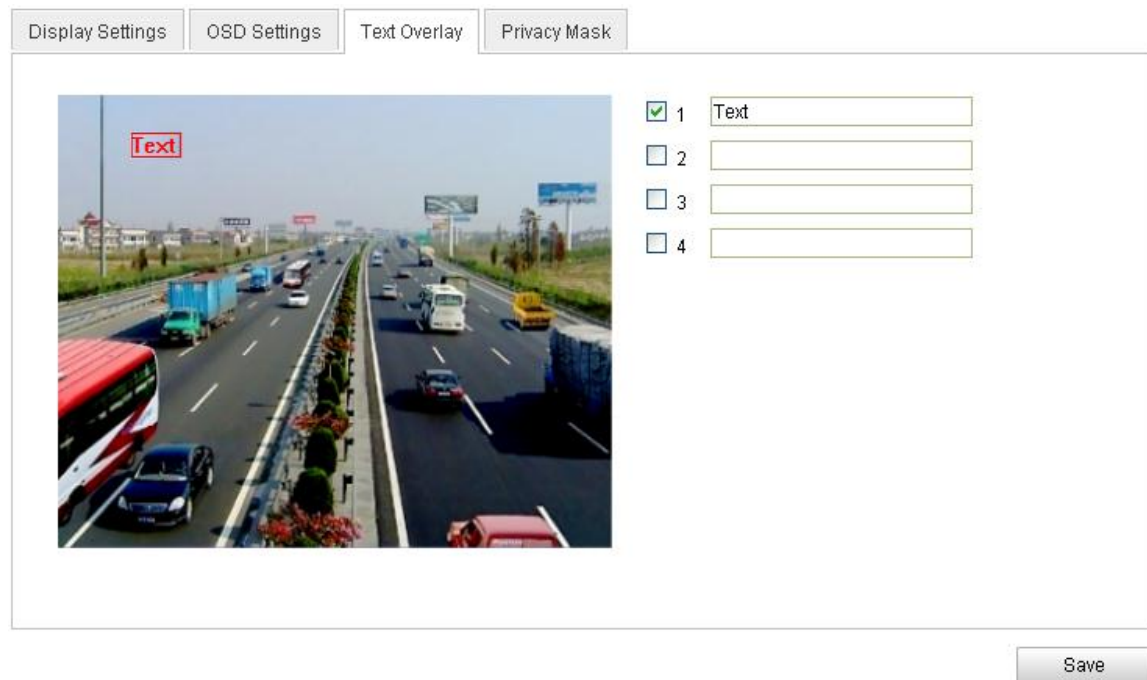 Display Settings
OSD Settings
Text Overlay
Privacy Mask
Text
1 Text
2
3
4
Save